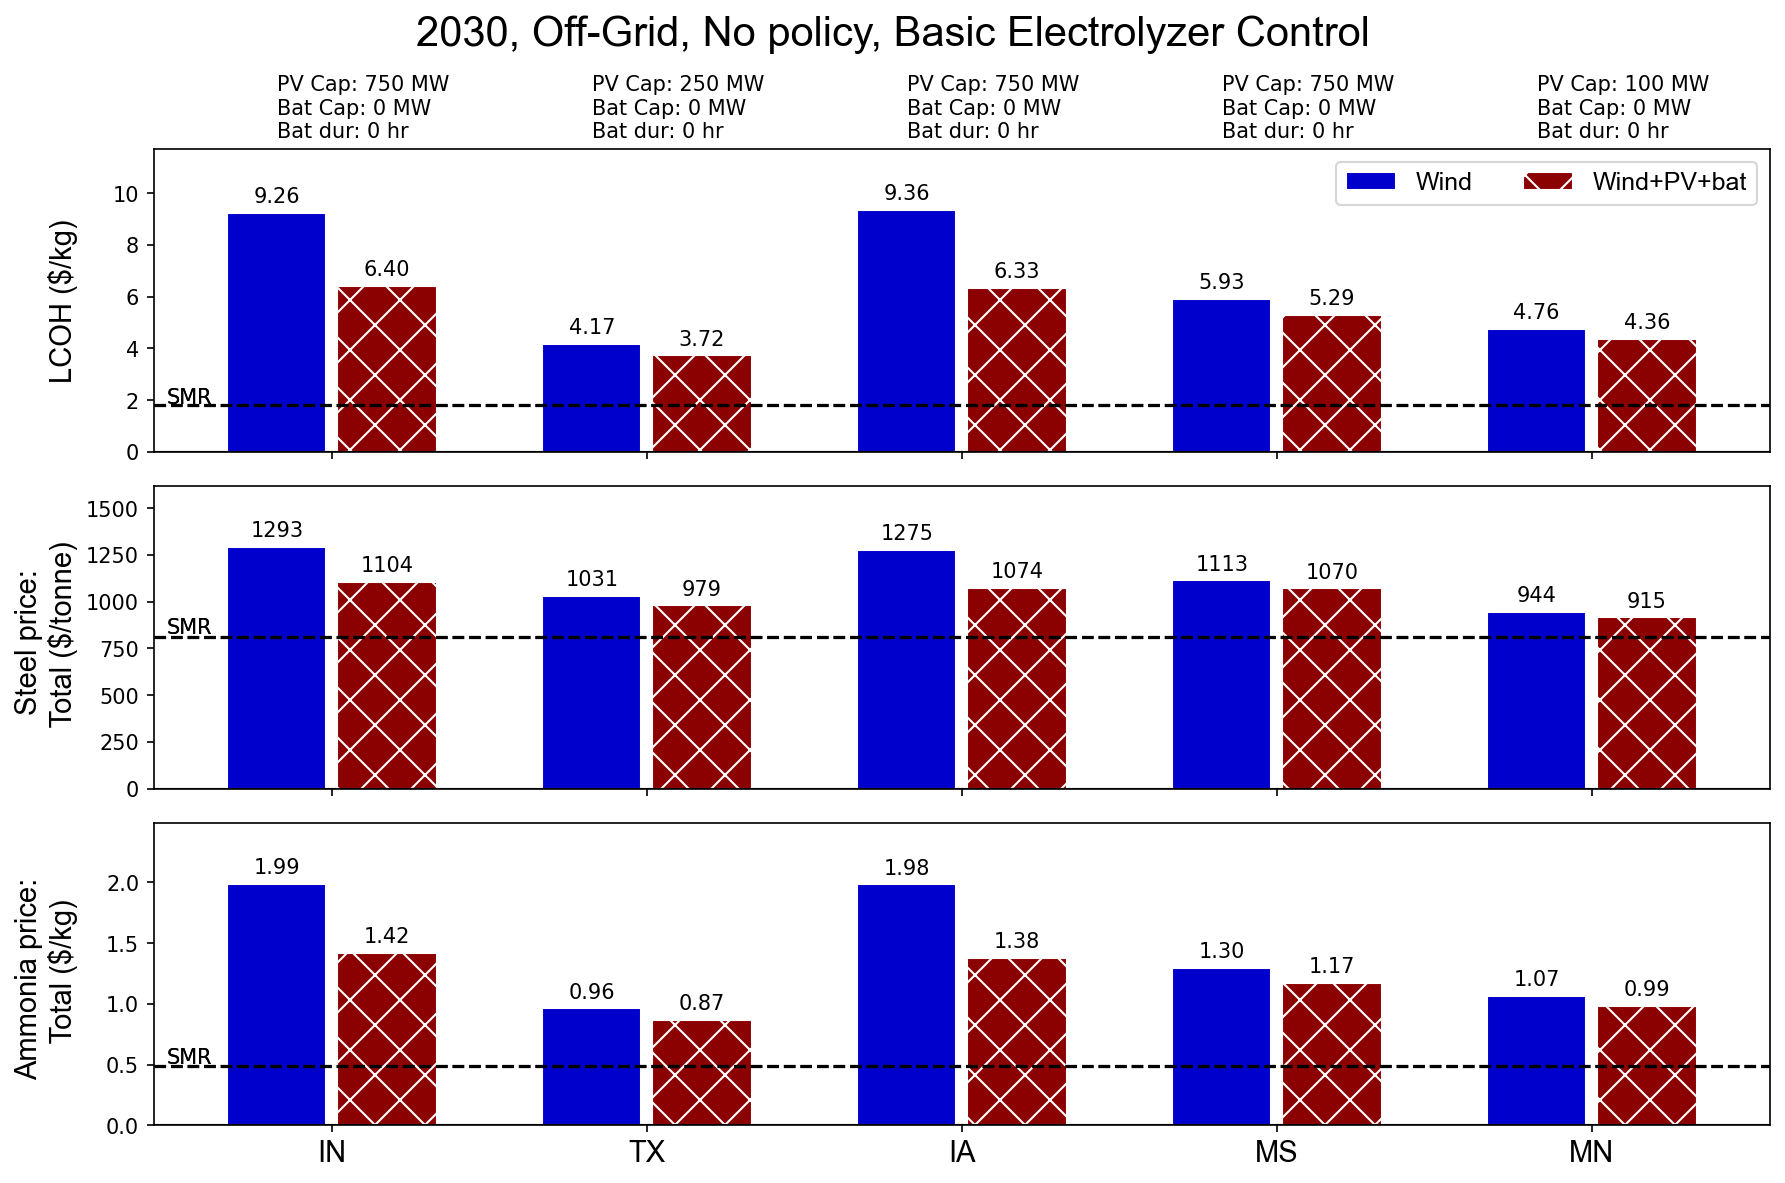 2030, Off-Grid, No policy, Basic Electrolyzer Control
PV Cap: 750 MW
Bat Cap: 0 MW
Bat dur: 0 hr
PV Cap: 250 MW
Bat Cap: 0 MW
Bat dur: 0 hr
PV Cap: 750 MW
Bat Cap: 0 MW
Bat dur: 0 hr
PV Cap: 750 MW
Bat Cap: 0 MW
Bat dur: 0 hr
PV Cap: 100 MW
Bat Cap: 0 MW
Bat dur: 0 hr
LCOH ($/kg)
10
8
6
4
2
0
SMR
Wind
Wind+PV+bat
9.26
6.40
4.17
3.72
9.36
6.33
5.93
5.29
4.76
4.36
Steel price:
Total ($/tonne)
1500
1250
1000
750
500
250
0
SMR
1293
1104
1031
979
1275
1074
1113
1070
944
915
Ammonia price:
Total ($/kg)
2.0
1.5
1.0
0.5
0.0
SMR
1.99
1.42
0.96
0.87
1.98
1.38
1.30
1.17
1.07
0.99
IN
TX
IA
MS
MN